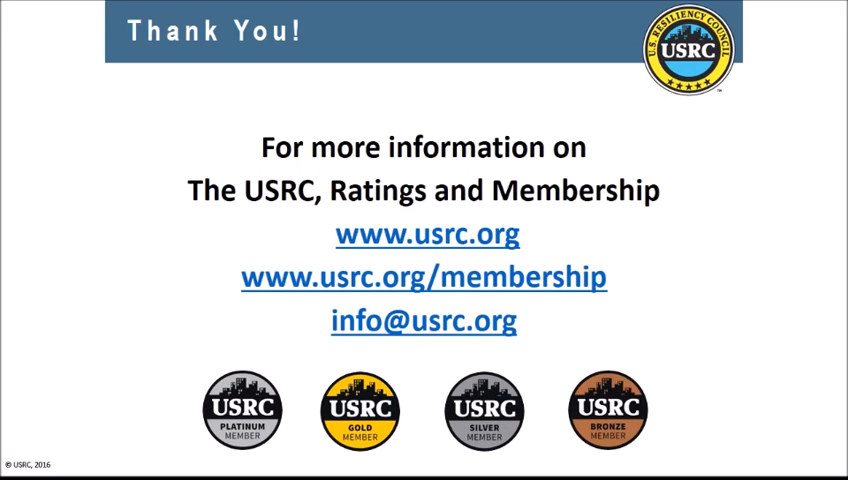 Thank You!
U.S. RESILIENCY COUNCIL
USRC
™
For more information on
The USRC, Ratings and Membership
www.usrc.org
www.usrc.org/membership
info@usrc.org
USRC
PLATINUM
MEMBER
USRC
GOLD
MEMBER
USRC
SILVER
MEMBER
USRC
BRONZE
MEMBER
© USRC, 2016